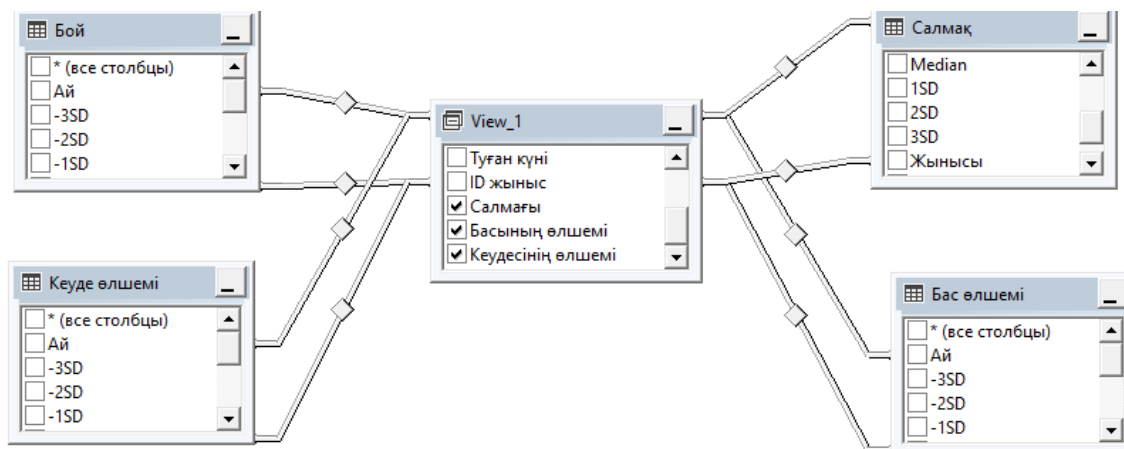 Бой
* (все столбцы)
Ай
-3SD
-2SD
-1SD
Салмақ
Median
1SD
2SD
3SD
Жынысы
View_1
Туған күні
ID жыныс
Салмағы
Басының өлшемі
Кеудесінің өлшемі
Кеуде өлшемі
* (все столбцы)
Ай
-3SD
-2SD
-1SD
Бас өлшемі
* (все столбцы)
Ай
-3SD
-2SD
-1SD